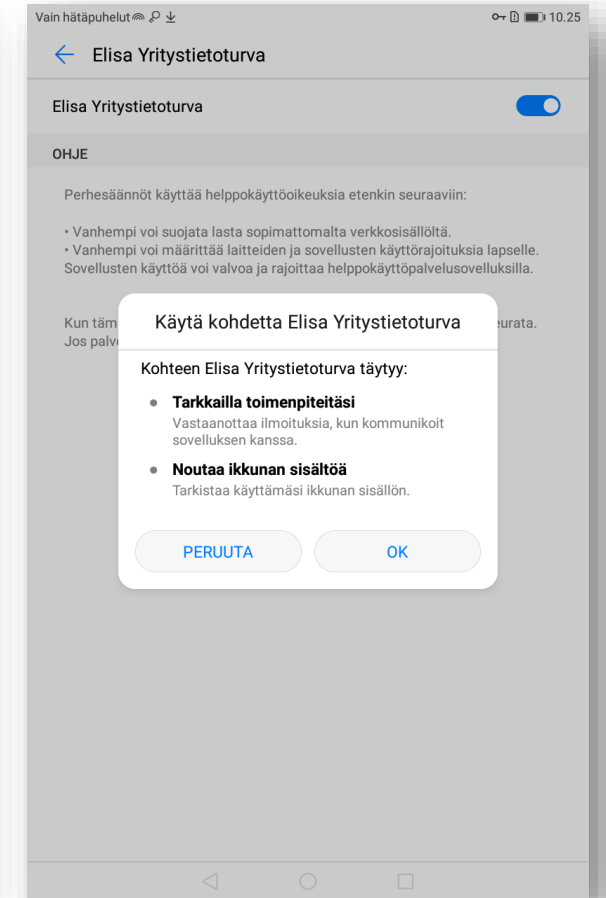 Vain hätäpuhelut 10.25
Elisa Yritystietoturva
Elisa Yritystietoturva
OHJE
Perhesäännöt käyttää helppokäyttöoikeuksia etenkin seuraaviin:
• Vanhempi voi suojata lasta sopimattomalta verkkosisällöltä.
• Vanhempi voi määrittää laitteiden ja sovellusten käyttörajoituksia lapselle.
Sovellusten käyttöä voi valvoa ja rajoittaa helppokäyttöpalvelusovelluksilla.
Kun
Jos
Käytä kohdetta Elisa Yritystietoturva
Kohteen Elisa Yritystietoturva täytyy:
• Tarkkailla toimenpiteitäsi
Vastaanottaa ilmoituksia, kun kommunikoit
sovelluksen kanssa.
• Noutaa ikkunan sisältöä
Tarkistaa käyttämäsi ikkunan sisällön.
PERUUTA OK